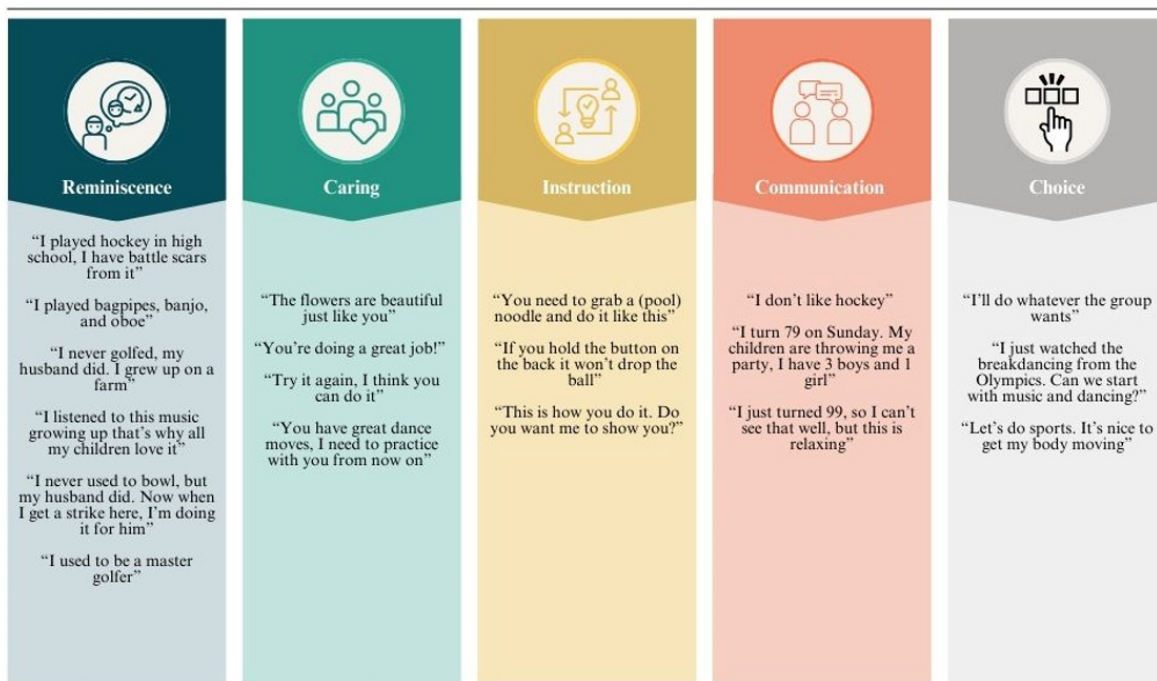 Reminiscence
“I played hockey in high
school, I have battle scars
from it”
“I played bagpipes, banjo,
and oboe”
“I never golfed, my
husband did. I grew up on a
farm”
“I listened to this music
growing up that’s why all
my children love it”
“I never used to bowl, but
my husband did. Now when
I get a strike here, I’m doing
it for him”
“I used to be a master
golfer”
Caring
“The flowers are beautiful
just like you”
“You’re doing a great job!”
“Try it again, I think you
can do it”
“You have great dance
moves, I need to practice
with you from now on”
Instruction
“You need to grab a (pool)
noodle and do it like this”
“If you hold the button on
the back it won’t drop the
ball”
“This is how you do it. Do
you want me to show you?”
Communication
“I don’t like hockey”
“I turn 79 on Sunday. My
children are throwing me a
party, I have 3 boys and 1
girl”
“I just turned 99, so I can’t
see that well, but this is
relaxing”
Choice
“I’ll do whatever the group
wants”
“I just watched the
breakdancing from the
Olympics. Can we start
with music and dancing?”
“Let’s do sports. It’s nice to
get my body moving”